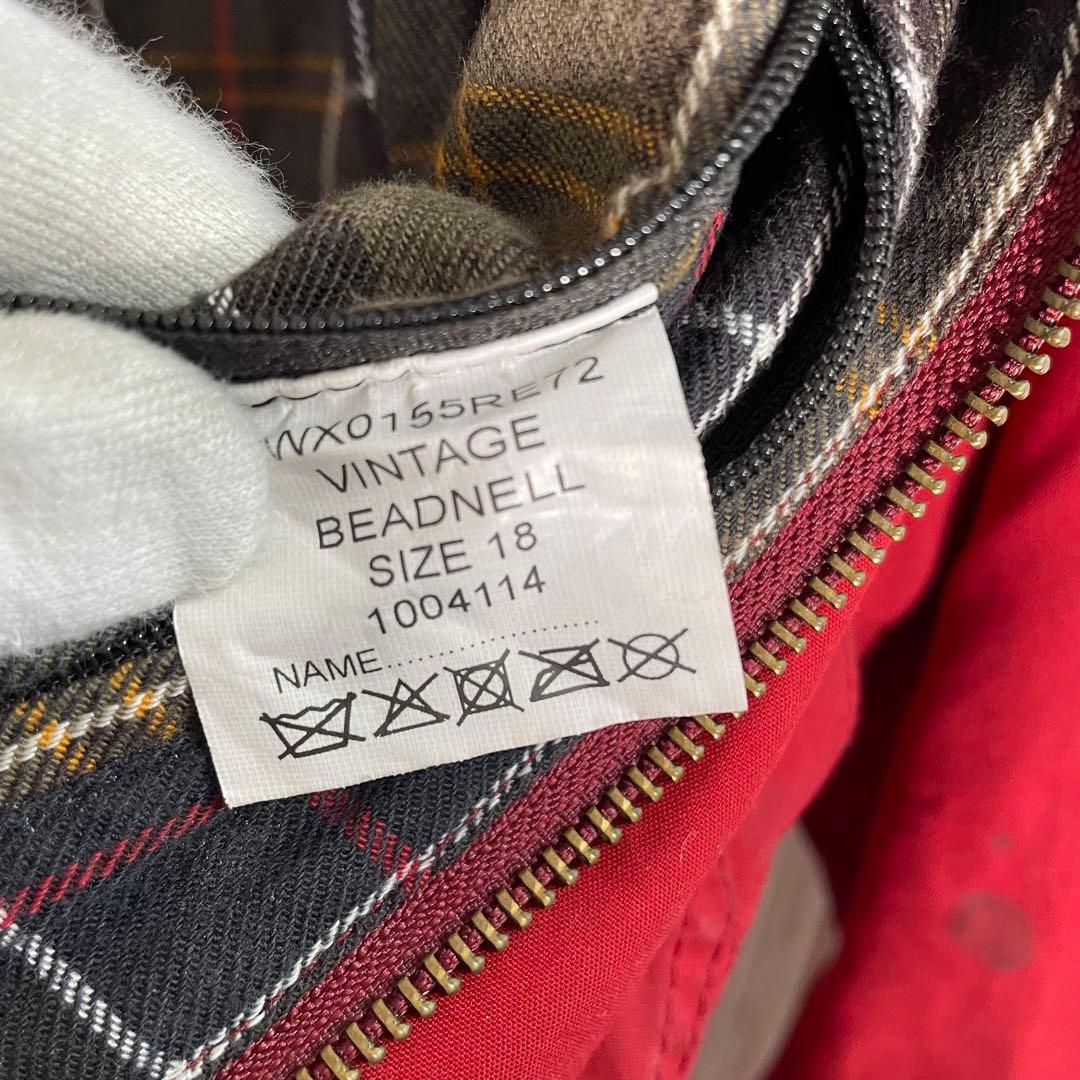 WX0155RE72
VINTAGE
BEADNELL
SIZE 18
1004114
NAME....................